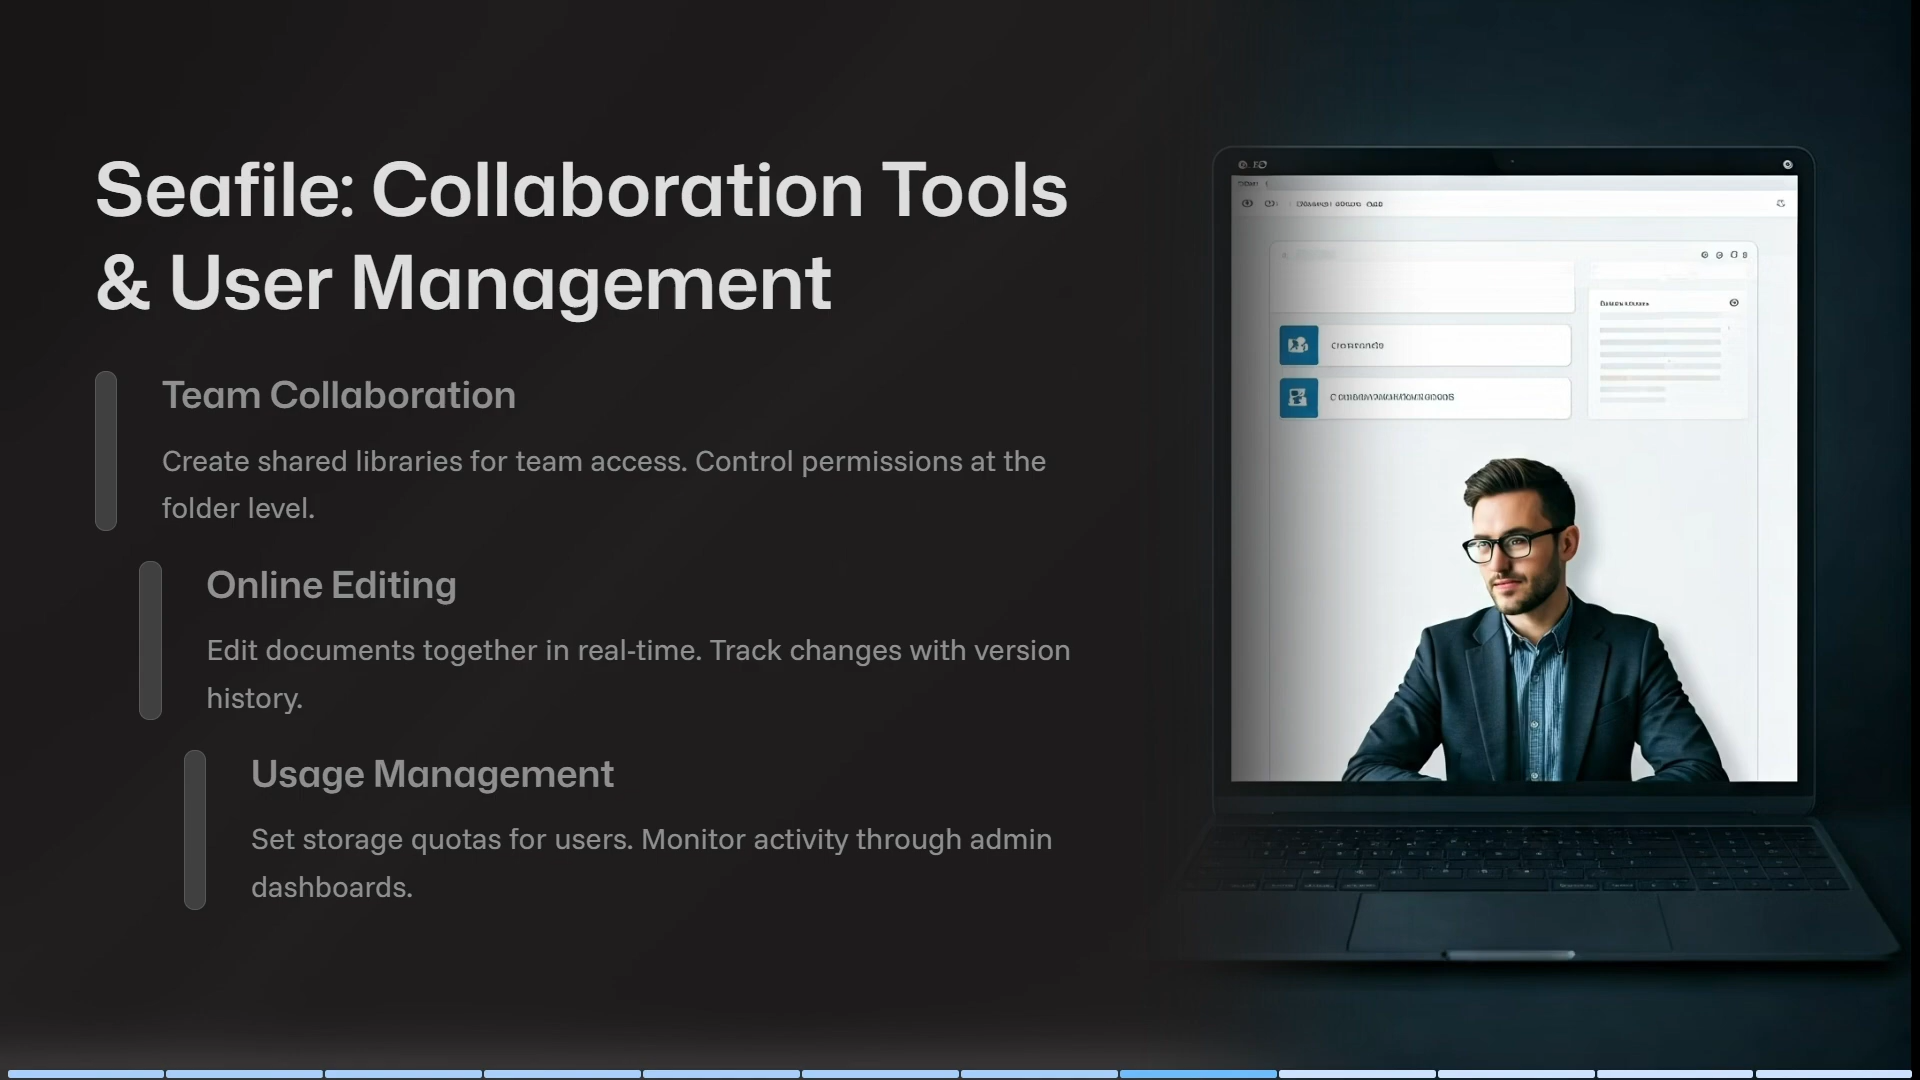 Seafile: Collaboration Tools
& User Management
Team Collaboration
Create shared libraries for team access. Control permissions at the
folder level.
Online Editing
Edit documents together in real-time. Track changes with version
history.
Usage Management
Set storage quotas for users. Monitor activity through admin
dashboards.